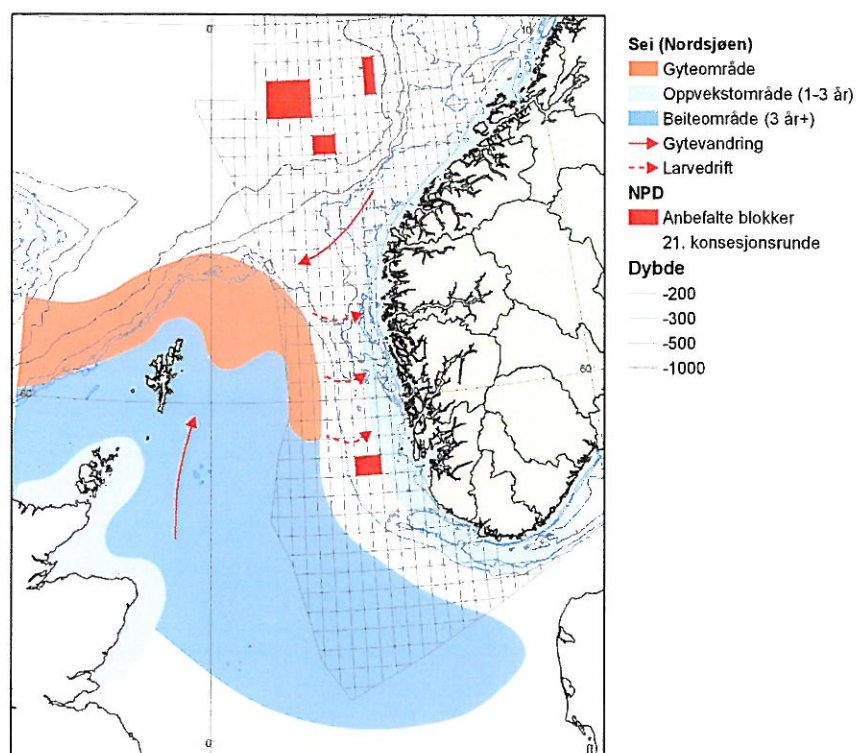 0
10
Sei (Nordsjøen)
Gyteområde
Oppvekstområde (1-3 år)
Beiteområde (3 år+)
Gytevandring
Larvedrift
NPD
Anbefalte blokker
21. konsesjonsrunde
Dybde
-200
-300
-500
-1000
60
0